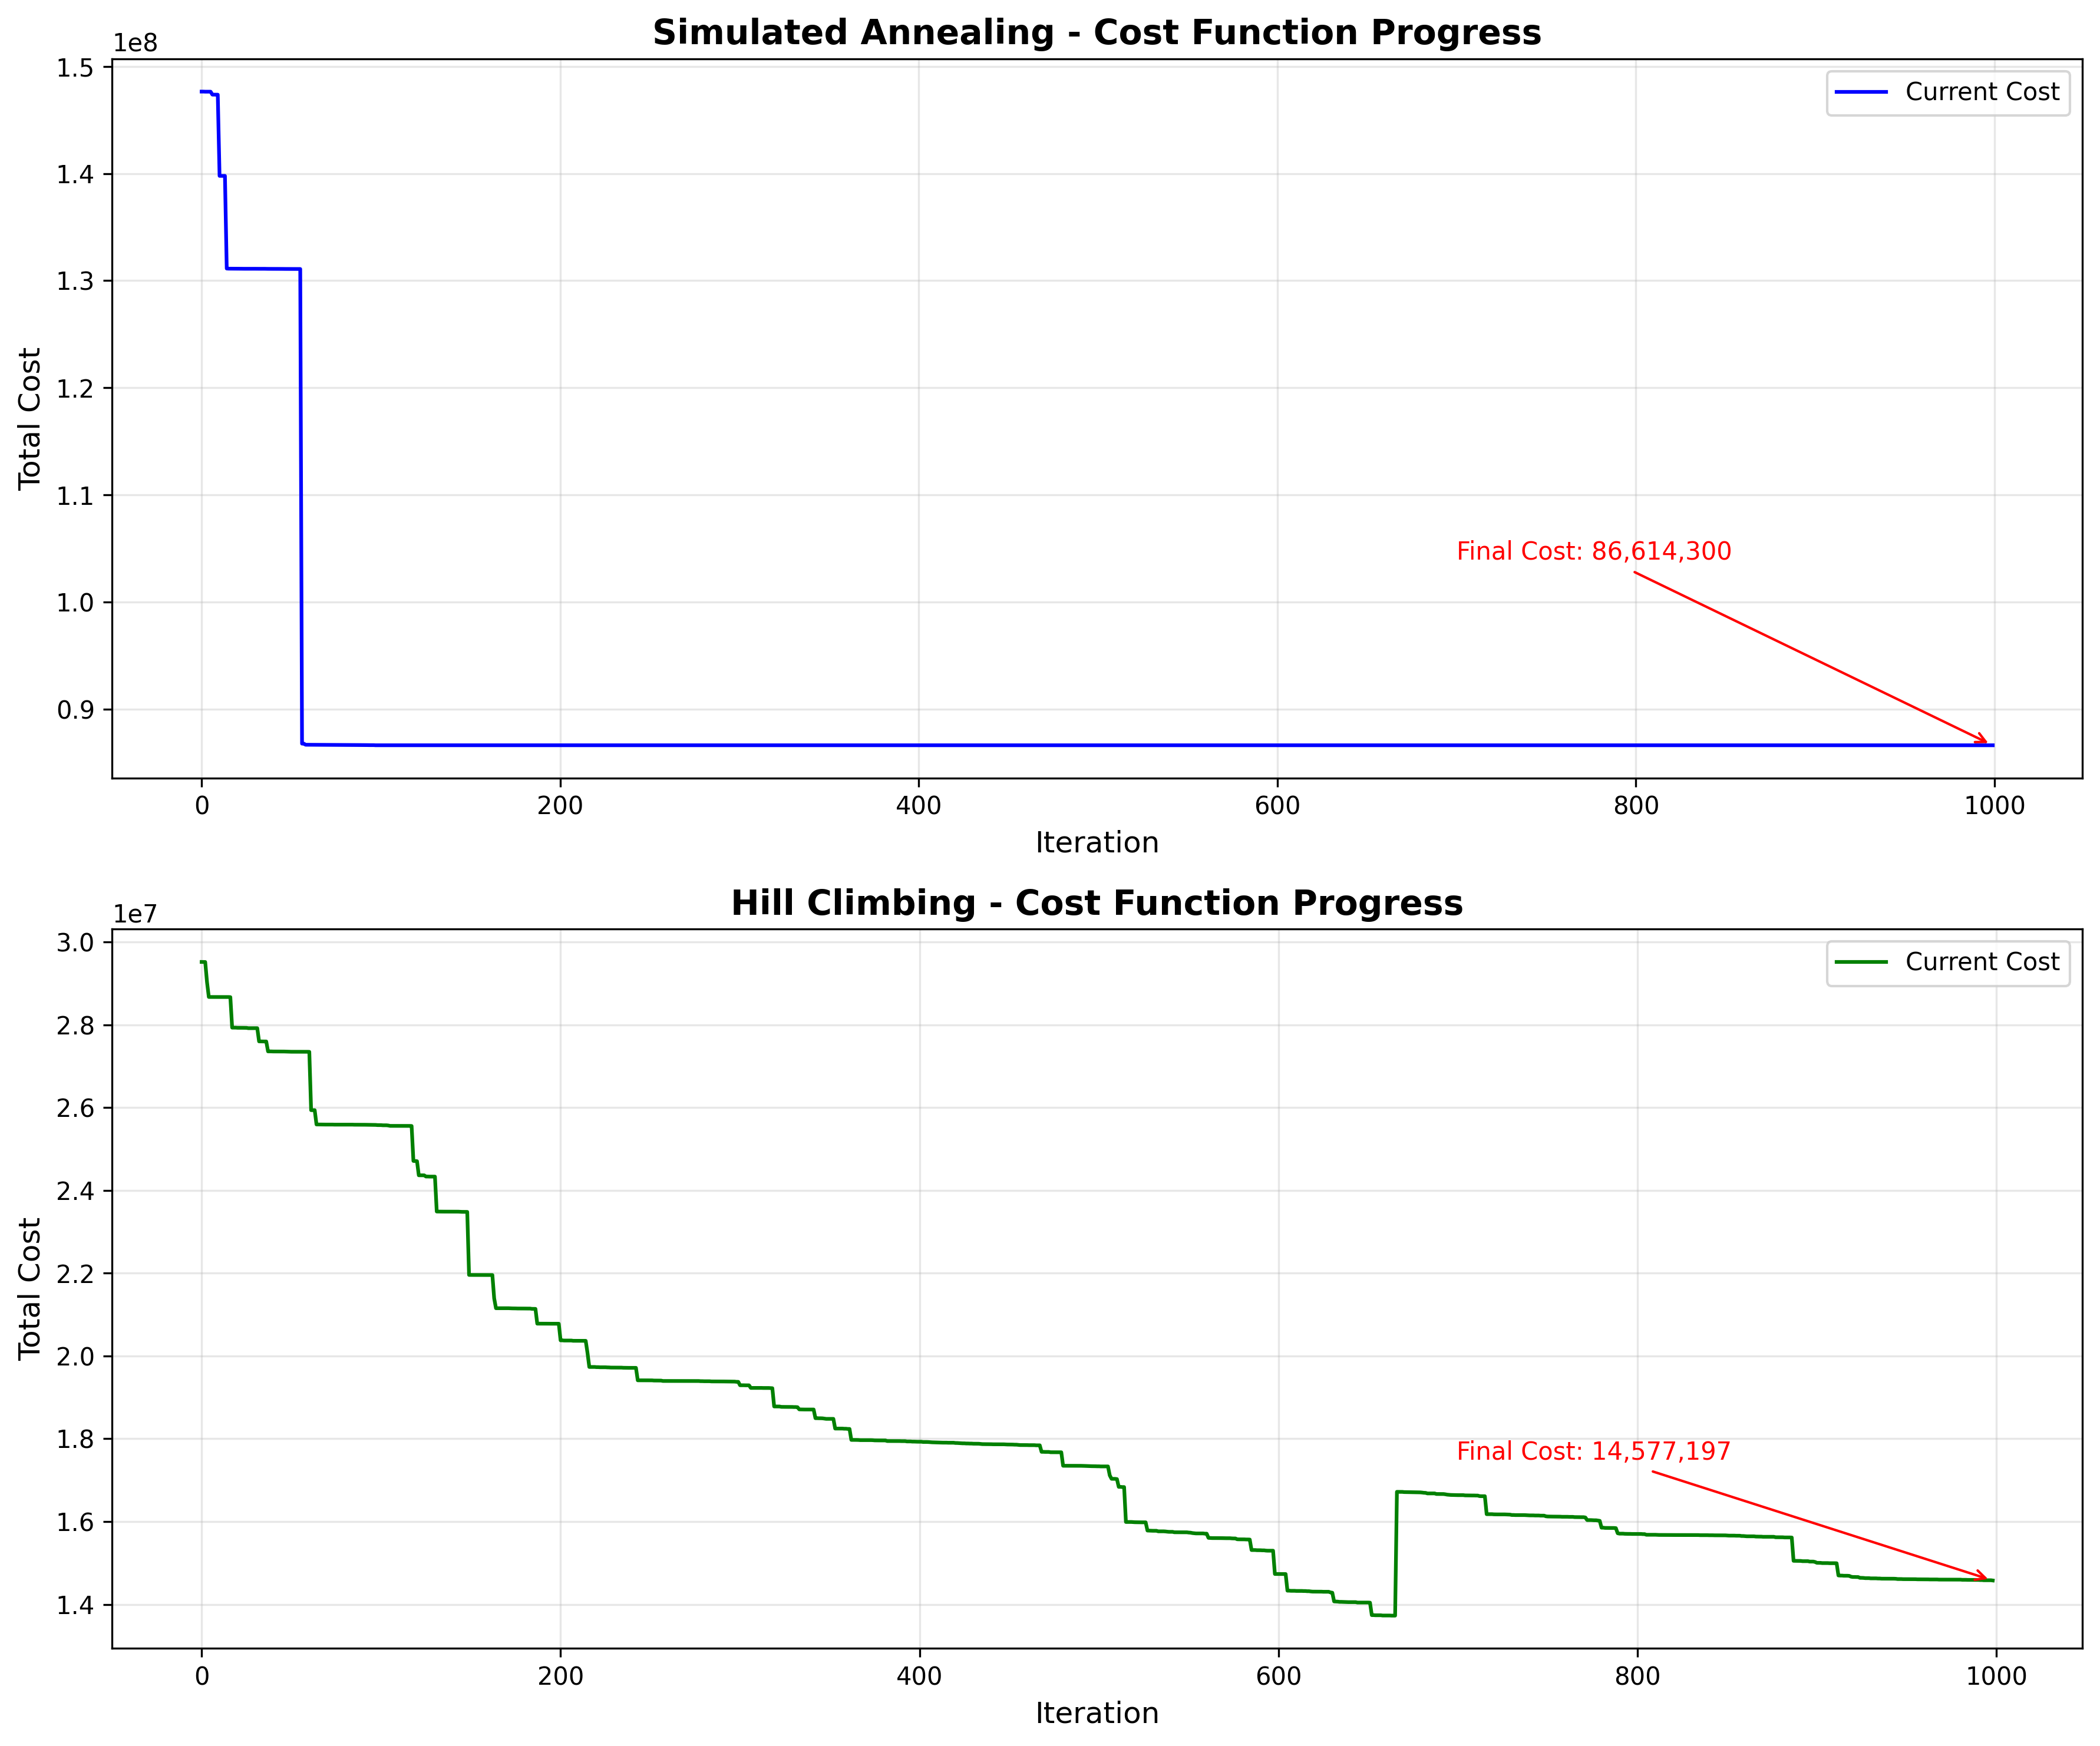 Simulated Annealing - Cost Function Progress
1e8
1.5
1.4
1.3
1.2
1.1
1.0
0.9
Total Cost
Current Cost
Final Cost: 86,614,300
0 200 400 600 800 1000
Iteration
Hill Climbing - Cost Function Progress
1e7
3.0
2.8
2.6
2.4
2.2
2.0
1.8
1.6
1.4
Total Cost
Current Cost
Final Cost: 14,577,197
0 200 400 600 800 1000
Iteration